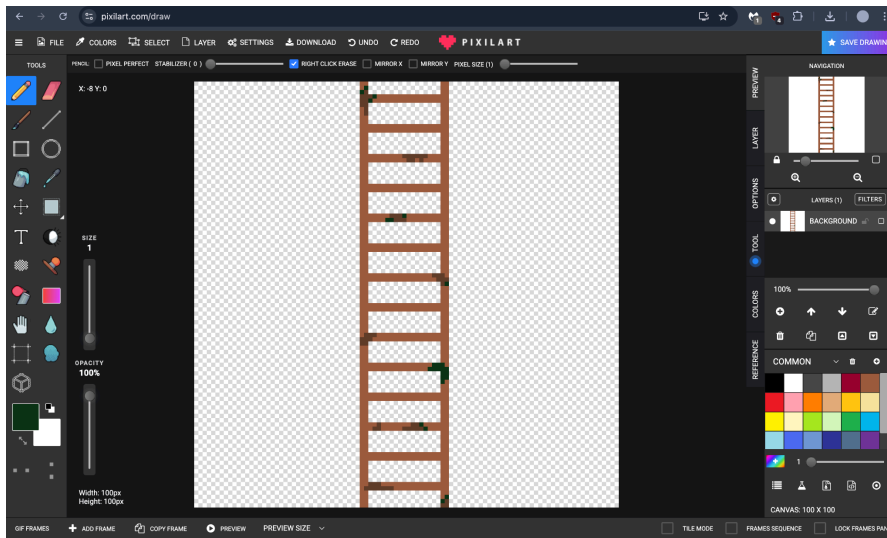 pixilart.com/draw
FILE COLORS SELECT LAYER SETTINGS DOWNLOAD UNDO REDO PIXILART SAVE DRAWIN
TOOLS PENCIL: PIXEL PERFECT STABILIZER ( 0 ) RIGHT CLICK ERASE MIRROR X MIRROR Y PIXEL SIZE (1) NAVIGATION
X: -8 Y: 0
PREVIEW
LAYER
OPTIONS
LAYERS (1) FILTERS
BACKGROUND
T
SIZE
1
TOOL
100%
COLORS
OPACITY
100%
REFERENCE
COMMON
1
Width: 100px
Height: 100px
CANVAS: 100 X 100
GIF FRAMES ADD FRAME COPY FRAME PREVIEW PREVIEW SIZE TILE MODE FRAMES SEQUENCE LOCK FRAMES PAN